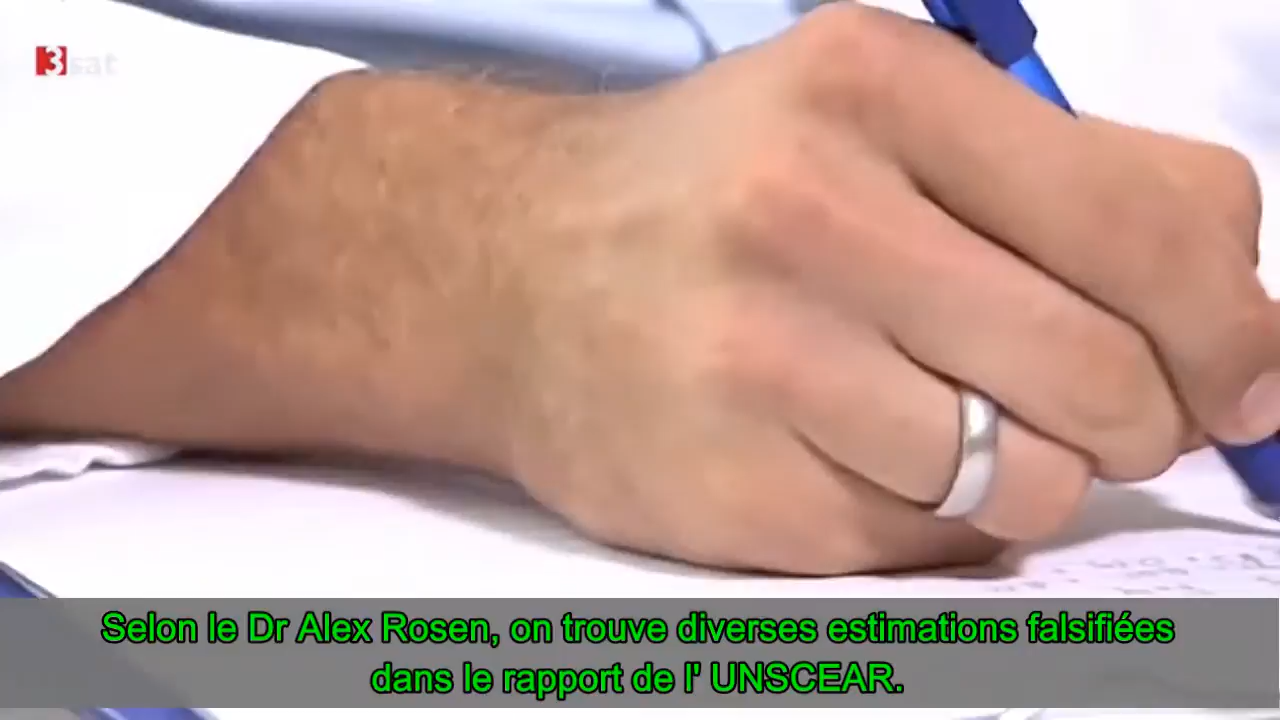 3sat
Selon le Dr Alex Rosen, on trouve diverses estimations falsifiées
dans le rapport de l' UNSCEAR.